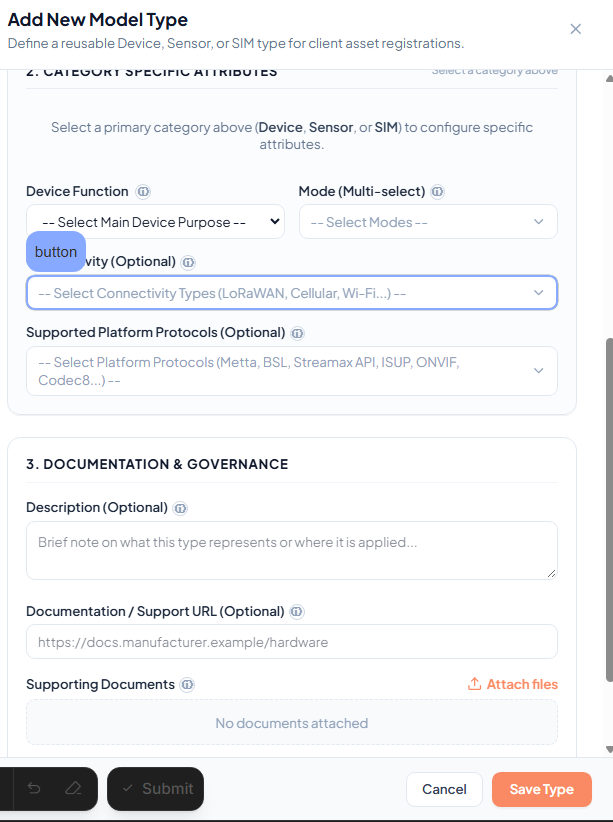 Add New Model Type
Define a reusable Device, Sensor, or SIM type for client asset registrations.
2. CATEGORY SPECIFIC ATTRIBUTES
Select a category above
Select a primary category above (Device, Sensor, or SIM) to configure specific
attributes.
Device Function
Mode (Multi-select)
-- Select Main Device Purpose --
-- Select Modes --
button
vity (Optional)
-- Select Connectivity Types (LoRaWAN, Cellular, Wi-Fi...) --
Supported Platform Protocols (Optional)
-- Select Platform Protocols (Metta, BSL, Streamax API, ISUP, ONVIF,
Codec8...) --
3. DOCUMENTATION & GOVERNANCE
Description (Optional)
Brief note on what this type represents or where it is applied...
Documentation / Support URL (Optional)
https://docs.manufacturer.example/hardware
Supporting Documents
Attach files
No documents attached
Submit
Cancel
Save Type